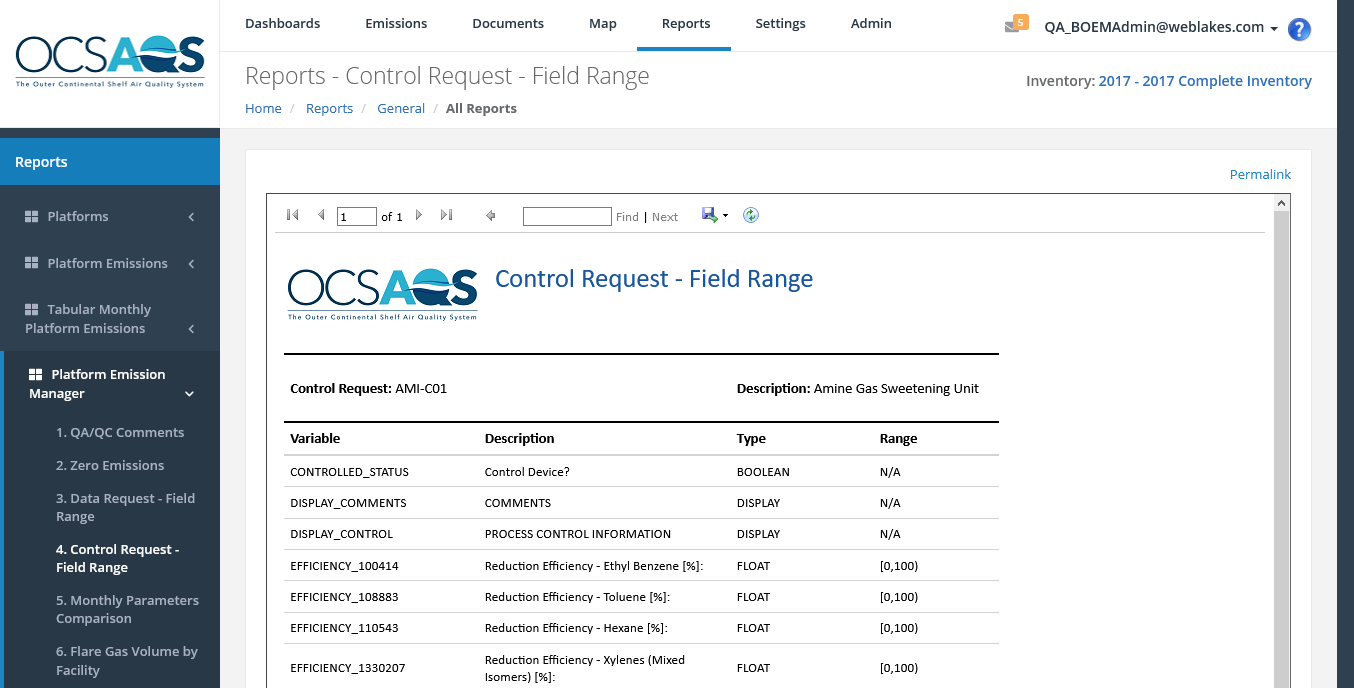 OCSAQS
The Outer Continental Shelf Air Quality System
Dashboards Emissions Documents Map Reports Settings Admin
5 QA_BOEMAdmin@weblakes.com ?
Reports - Control Request - Field Range
Inventory: 2017 - 2017 Complete Inventory
Home / Reports / General / All Reports
Reports
Platforms
Platform Emissions
Tabular Monthly
Platform Emissions
Platform Emission
Manager
1. QA/QC Comments
2. Zero Emissions
3. Data Request - Field
Range
4. Control Request -
Field Range
5. Monthly Parameters
Comparison
6. Flare Gas Volume by
Facility
Permalink
1 of 1 Find | Next
OCSAQS
The Outer Continental Shelf Air Quality System
Control Request - Field Range
Control Request: AMI-C01 Description: Amine Gas Sweetening Unit
Variable Description Type Range
CONTROLLED_STATUS Control Device? BOOLEAN N/A
DISPLAY_COMMENTS COMMENTS DISPLAY N/A
DISPLAY_CONTROL PROCESS CONTROL INFORMATION DISPLAY N/A
EFFICIENCY_100414 Reduction Efficiency - Ethyl Benzene [%]: FLOAT [0,100)
EFFICIENCY_108883 Reduction Efficiency - Toluene [%]: FLOAT [0,100)
EFFICIENCY_110543 Reduction Efficiency - Hexane [%]: FLOAT [0,100)
EFFICIENCY_1330207 Reduction Efficiency - Xylenes (Mixed
Isomers) [%]: FLOAT [0,100)